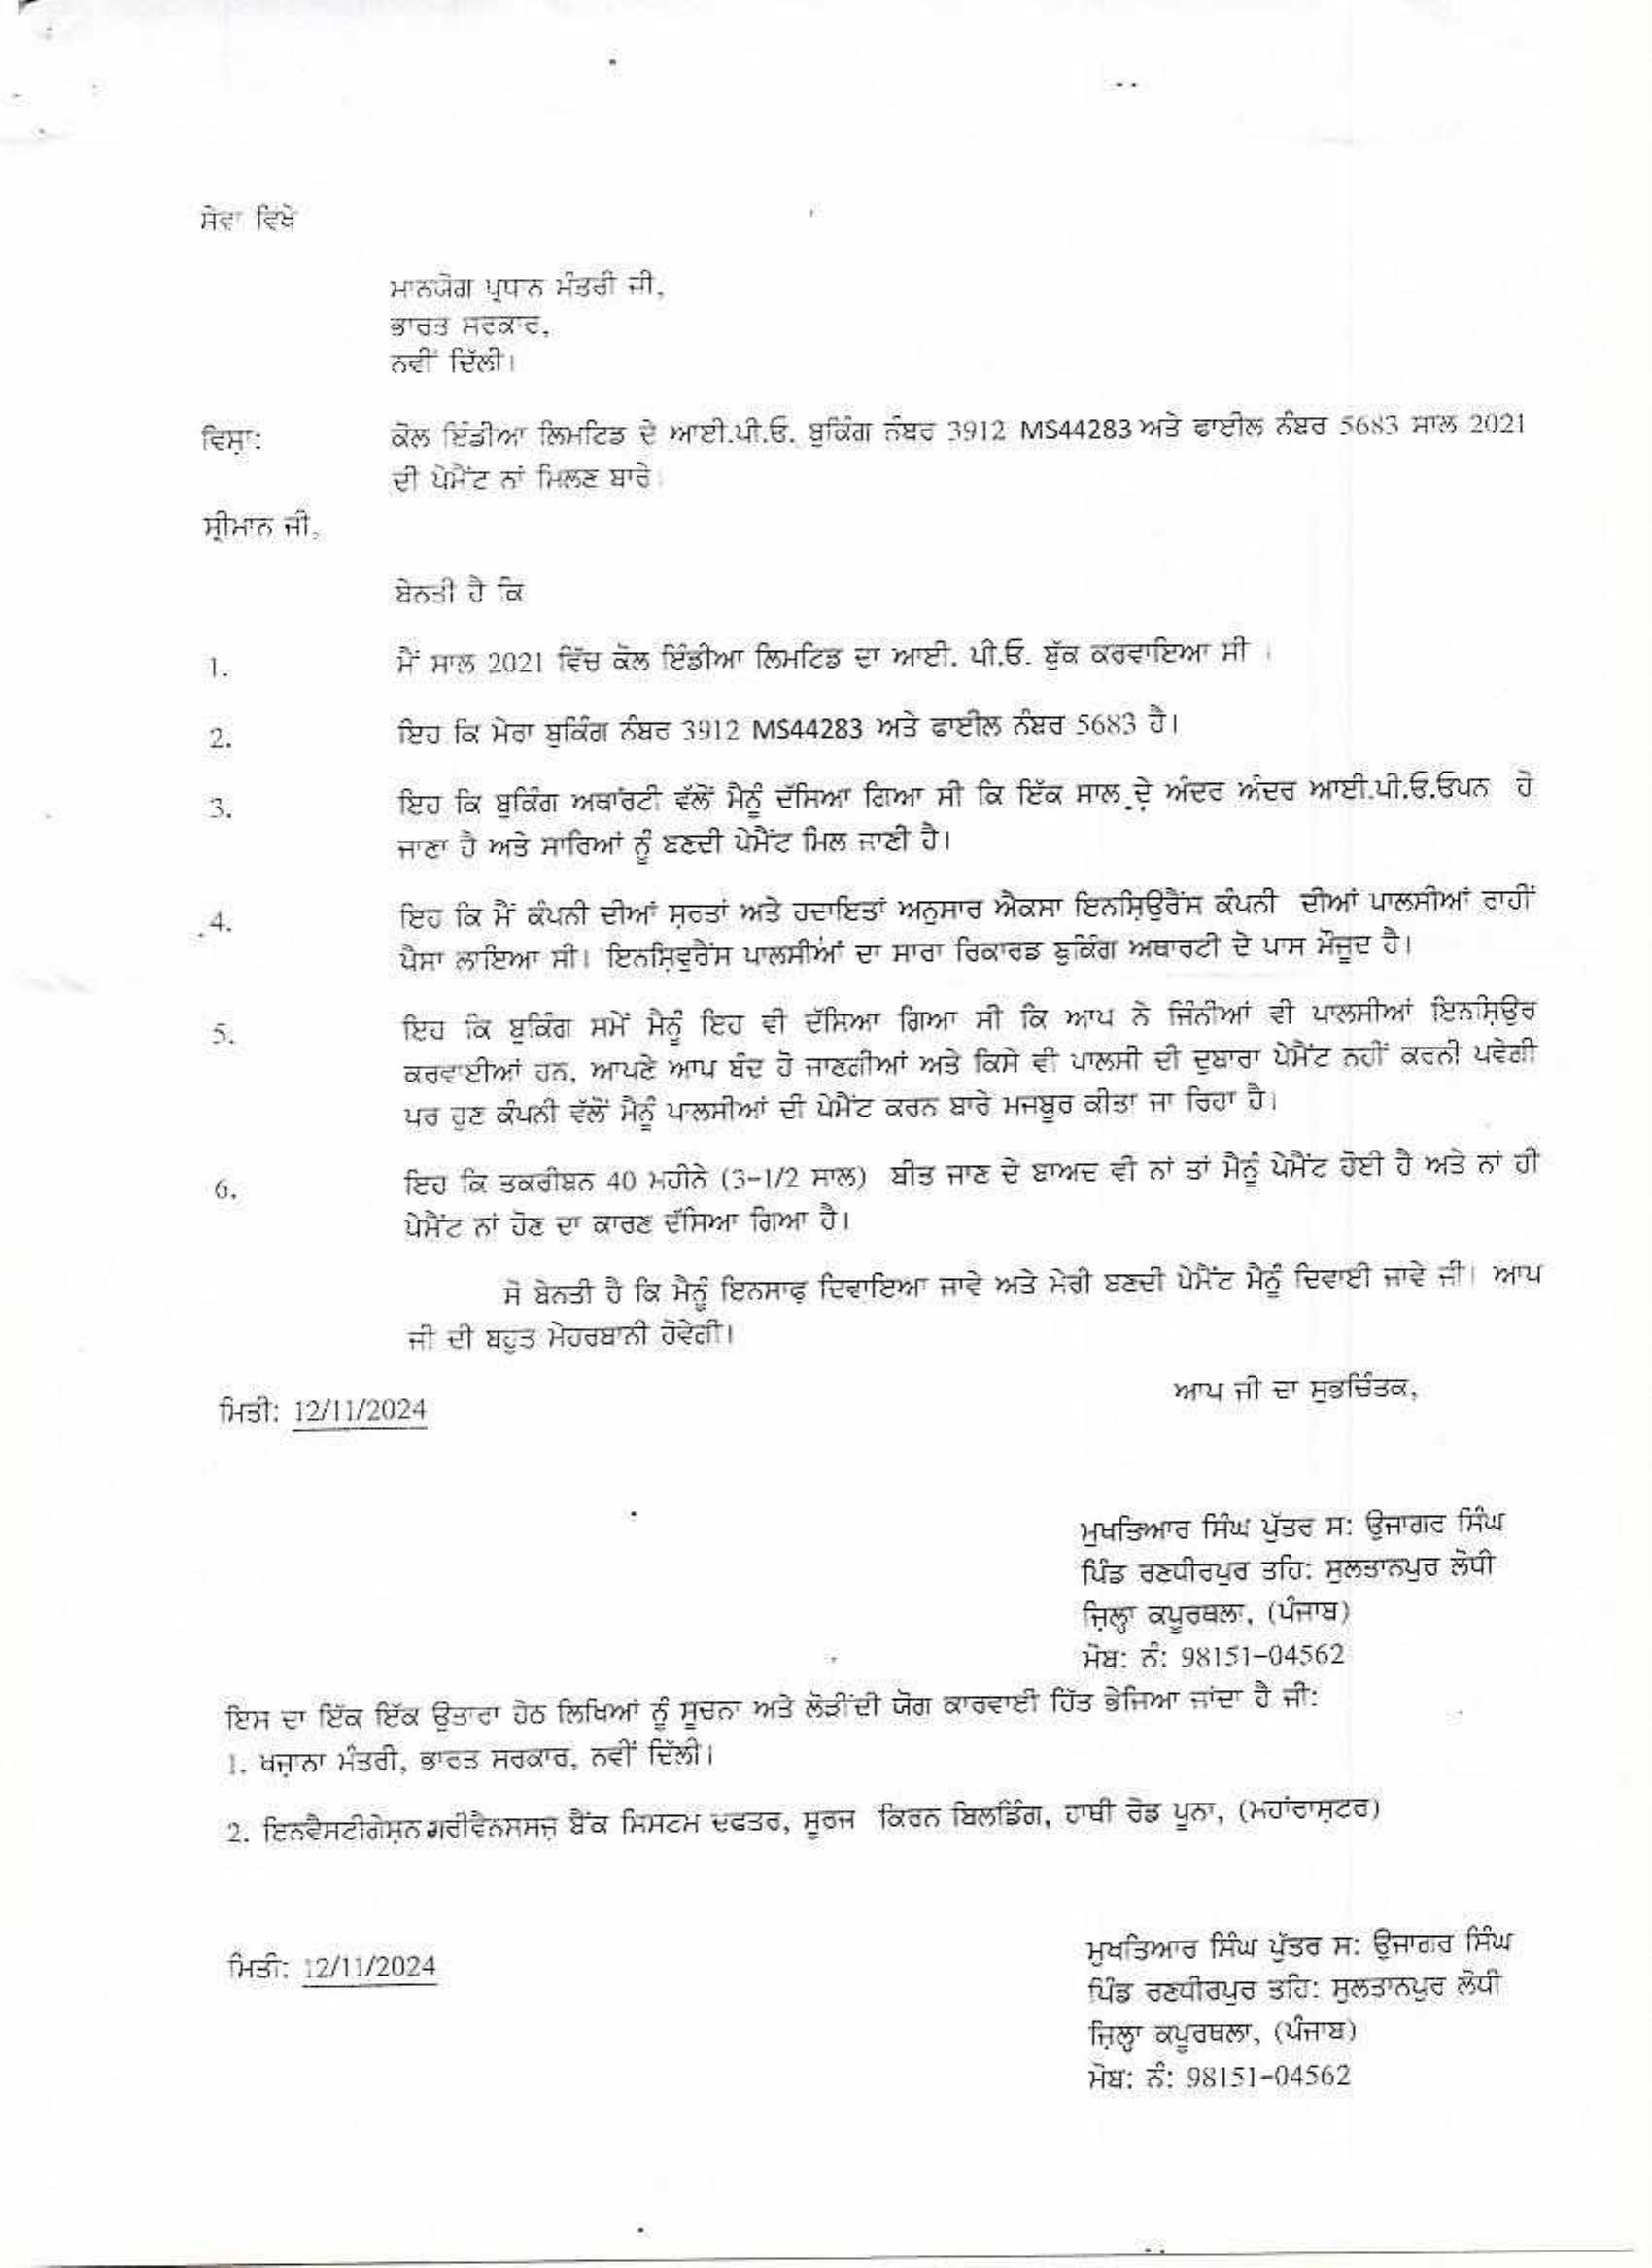 ਸੇਵਾ ਵਿਖੇ
ਮਾਨਯੋਗ ਪ੍ਰਧਾਨ ਮੰਤਰੀ ਜੀ,
ਭਾਰਤ ਸਰਕਾਰ,
ਨਵੀਂ ਦਿੱਲੀ।
ਵਿਸ਼ਾ: ਕੋਲ ਇੰਡੀਆ ਲਿਮਟਿਡ ਦੇ ਆਈ.ਪੀ.ਓ. ਬੁਕਿੰਗ ਨੰਬਰ 3912 MS44283 ਅਤੇ ਫਾਈਲ ਨੰਬਰ 5683 ਸਾਲ 2021
ਦੀ ਪੇਮੈਂਟ ਨਾਂ ਮਿਲਣ ਬਾਰੇ।
ਸ਼੍ਰੀਮਾਨ ਜੀ,
ਬੇਨਤੀ ਹੈ ਕਿ
1. ਮੈਂ ਸਾਲ 2021 ਵਿੱਚ ਕੋਲ ਇੰਡੀਆ ਲਿਮਟਿਡ ਦਾ ਆਈ. ਪੀ.ਓ. ਬੁੱਕ ਕਰਵਾਇਆ ਸੀ ।
2. ਇਹ ਕਿ ਮੇਰਾ ਬੁਕਿੰਗ ਨੰਬਰ 3912 MS44283 ਅਤੇ ਫਾਈਲ ਨੰਬਰ 5683 ਹੈ।
3. ਇਹ ਕਿ ਬੁਕਿੰਗ ਅਥਾਂਰਟੀ ਵੱਲੋਂ ਮੈਨੂੰ ਦੱਸਿਆ ਗਿਆ ਸੀ ਕਿ ਇੱਕ ਸਾਲ ਦੇ ਅੰਦਰ ਅੰਦਰ ਆਈ.ਪੀ.ਓ.ਓਪਨ ਹੋ
ਜਾਣਾ ਹੈ ਅਤੇ ਸਾਰਿਆਂ ਨੂੰ ਬਣਦੀ ਪੇਮੈਂਟ ਮਿਲ ਜਾਣੀ ਹੈ।
4. ਇਹ ਕਿ ਮੈਂ ਕੰਪਨੀ ਦੀਆਂ ਸ਼ਰਤਾਂ ਅਤੇ ਹਦਾਇਤਾਂ ਅਨੁਸਾਰ ਐਕਸਾ ਇਨਸ਼ਿਉਰੈਂਸ ਕੰਪਨੀ ਦੀਆਂ ਪਾਲਸੀਆਂ ਰਾਹੀਂ
ਪੈਸਾ ਲਾਇਆ ਸੀ। ਇਨਸ਼ਿਵੁਰੈਂਸ ਪਾਲਸੀਆਂ ਦਾ ਸਾਰਾ ਰਿਕਾਰਡ ਬੁਕਿੰਗ ਅਥਾਰਟੀ ਦੇ ਪਾਸ ਮੌਜੂਦ ਹੈ।
5. ਇਹ ਕਿ ਬੁਕਿੰਗ ਸਮੇਂ ਮੈਨੂੰ ਇਹ ਵੀ ਦੱਸਿਆ ਗਿਆ ਸੀ ਕਿ ਆਪ ਨੇ ਜਿੰਨੀਆਂ ਵੀ ਪਾਲਸੀਆਂ ਇਨਸ਼ਿਉਰ
ਕਰਵਾਈਆਂ ਹਨ, ਆਪਣੇ ਆਪ ਬੰਦ ਹੋ ਜਾਣਗੀਆਂ ਅਤੇ ਕਿਸੇ ਵੀ ਪਾਲਸੀ ਦੀ ਦੁਬਾਰਾ ਪੇਮੈਂਟ ਨਹੀਂ ਕਰਨੀ ਪਵੇਗੀ
ਪਰ ਹੁਣ ਕੰਪਨੀ ਵੱਲੋਂ ਮੈਨੂੰ ਪਾਲਸੀਆਂ ਦੀ ਪੇਮੈਂਟ ਕਰਨ ਬਾਰੇ ਮਜਬੂਰ ਕੀਤਾ ਜਾ ਰਿਹਾ ਹੈ।
6. ਇਹ ਕਿ ਤਕਰੀਬਨ 40 ਮਹੀਨੇ (3-1/2 ਸਾਲ) ਬੀਤ ਜਾਣ ਦੇ ਬਾਅਦ ਵੀ ਨਾਂ ਤਾਂ ਮੈਨੂੰ ਪੇਮੈਂਟ ਹੋਈ ਹੈ ਅਤੇ ਨਾਂ ਹੀ
ਪੇਮੈਂਟ ਨਾਂ ਹੋਣ ਦਾ ਕਾਰਣ ਦੱਸਿਆ ਗਿਆ ਹੈ।
ਸੋ ਬੇਨਤੀ ਹੈ ਕਿ ਮੈਨੂੰ ਇਨਸਾਫ਼ ਦਿਵਾਇਆ ਜਾਵੇ ਅਤੇ ਮੇਰੀ ਬਣਦੀ ਪੇਮੈਂਟ ਮੈਨੂੰ ਦਿਵਾਈ ਜਾਵੇ ਜੀ। ਆਪ
ਜੀ ਦੀ ਬਹੁਤ ਮੇਹਰਬਾਨੀ ਹੋਵੇਗੀ।
ਆਪ ਜੀ ਦਾ ਸ਼ੁਭਚਿੰਤਕ,
ਮਿਤੀ: 12/11/2024
ਮੁਖਤਿਆਰ ਸਿੰਘ ਪੁੱਤਰ ਸ: ਉਜਾਗਰ ਸਿੰਘ
ਪਿੰਡ ਰਣਧੀਰਪੁਰ ਤਹਿ: ਸੁਲਤਾਨਪੁਰ ਲੋਧੀ
ਜ਼ਿਲ੍ਹਾ ਕਪੂਰਥਲਾ, (ਪੰਜਾਬ)
ਮੋਬ: ਨੰ: 98151-04562
ਇਸ ਦਾ ਇੱਕ ਇੱਕ ਉਤਾਰਾ ਹੇਠ ਲਿਖਿਆਂ ਨੂੰ ਸੂਚਨਾ ਅਤੇ ਲੋੜੀਂਦੀ ਯੋਗ ਕਾਰਵਾਈ ਹਿੱਤ ਭੇਜਿਆ ਜਾਂਦਾ ਹੈ ਜੀ:
1. ਖਜ਼ਾਨਾ ਮੰਤਰੀ, ਭਾਰਤ ਸਰਕਾਰ, ਨਵੀਂ ਦਿੱਲੀ।
2. ਇਨਵੈਸਟੀਗੇਸ਼ਨ ਗਰੀਵੈਨਸਸਜ਼ ਬੈਂਕ ਸਿਸਟਮ ਦਫਤਰ, ਸੂਰਜ ਕਿਰਨ ਬਿਲਡਿੰਗ, ਹਾਥੀ ਰੋਡ ਪੂਨਾ, (ਮਹਾਂਰਾਸ਼ਟਰ)
ਮਿਤੀ: 12/11/2024
ਮੁਖਤਿਆਰ ਸਿੰਘ ਪੁੱਤਰ ਸ: ਉਜਾਗਰ ਸਿੰਘ
ਪਿੰਡ ਰਣਧੀਰਪੁਰ ਤਹਿ: ਸੁਲਤਾਨਪੁਰ ਲੋਧੀ
ਜ਼ਿਲ੍ਹਾ ਕਪੂਰਥਲਾ, (ਪੰਜਾਬ)
ਮੋਬ: ਨੰ: 98151-04562